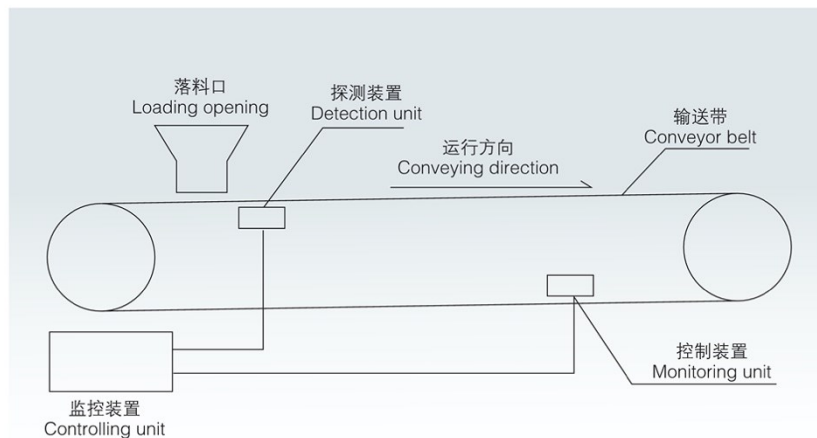 落料口
Loading opening
探测装置
Detection unit
运行方向
Conveying direction
输送带
Conveyor belt
控制装置
Monitoring unit
监控装置
Controlling unit